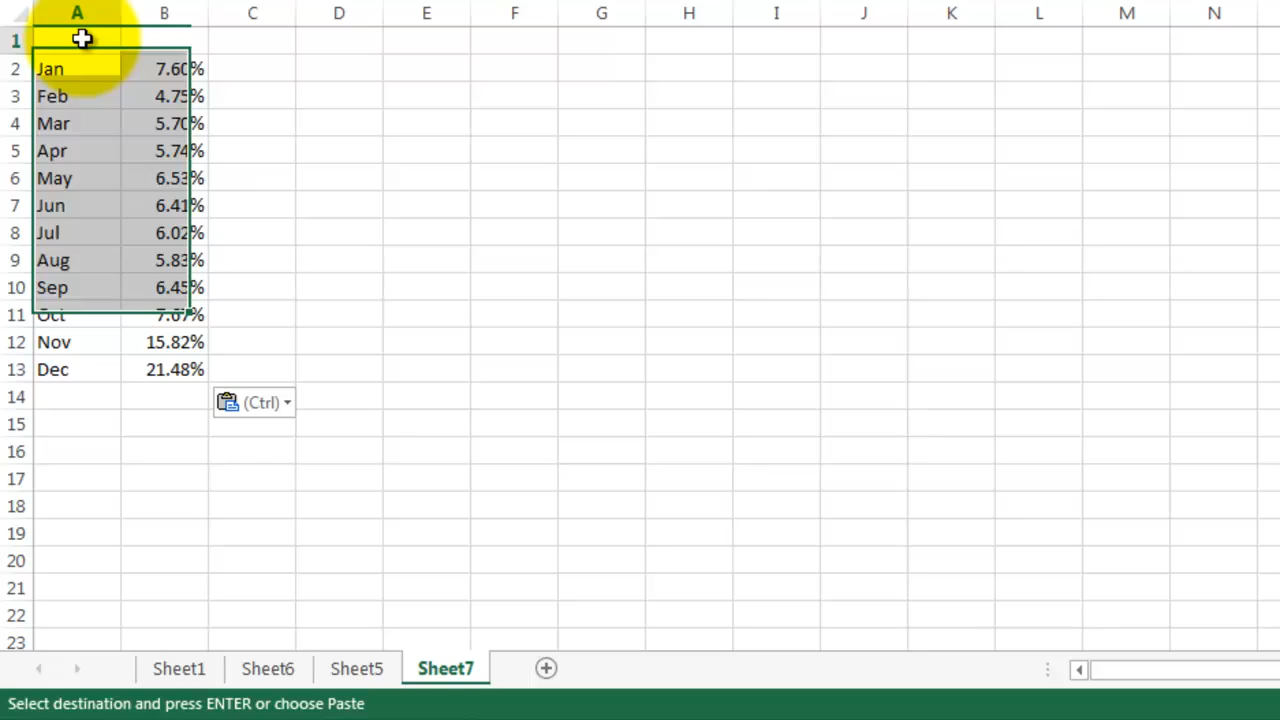 A B C D E F G H I J K L M N
1
2 Jan 7.60%
3 Feb 4.75%
4 Mar 5.70%
5 Apr 5.74%
6 May 6.53%
7 Jun 6.41%
8 Jul 6.02%
9 Aug 5.83%
10 Sep 6.45%
11 Oct 7.67%
12 Nov 15.82%
13 Dec 21.48%
14 (Ctrl)
15
16
17
18
19
20
21
22
23
Sheet1 Sheet6 Sheet5 Sheet7
Select destination and press ENTER or choose Paste